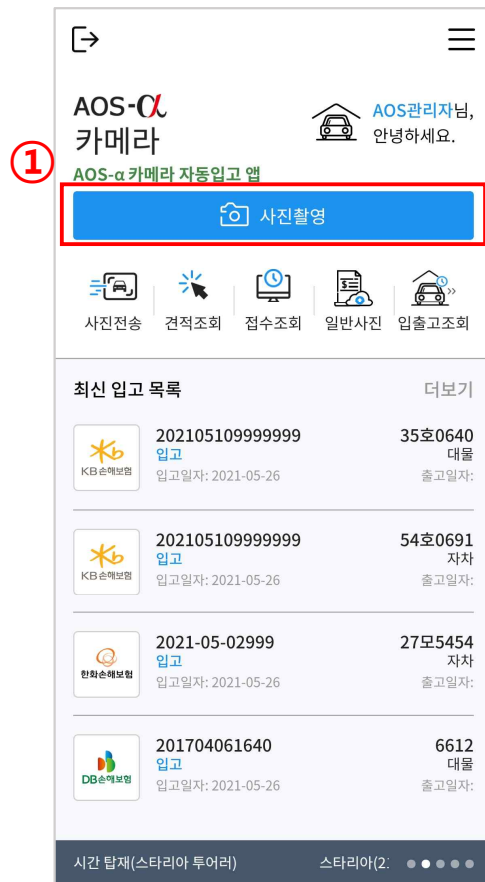 AOS-α
카메라
AOS관리자님,
안녕하세요.
①
AOS-α 카메라 자동입고 앱
사진촬영
사진전송 견적조회 접수조회 일반사진 입출고조회
최신 입고 목록 더보기
202105109999999 35호0640
KB손해보험 입고 대물
입고일자: 2021-05-26 출고일자:
202105109999999 54호0691
KB손해보험 입고 자차
입고일자: 2021-05-26 출고일자:
2021-05-02999 27모5454
한화손해보험 입고 자차
입고일자: 2021-05-26 출고일자:
201704061640 6612
DB손해보험 입고 대물
입고일자: 2021-05-26 출고일자:
시간 탑재(스타리아 투어러) 스타리아(2: